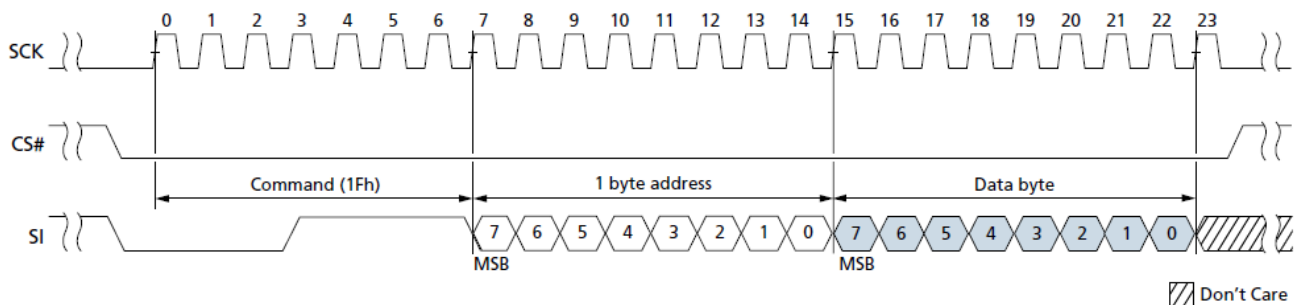 0 1 2 3 4 5 6 7 8 9 10 11 12 13 14 15 16 17 18 19 20 21 22 23
SCK
CS#
Command (1Fh) 1 byte address Data byte
SI 7 6 5 4 3 2 1 0 7 6 5 4 3 2 1 0
MSB MSB
Don't Care